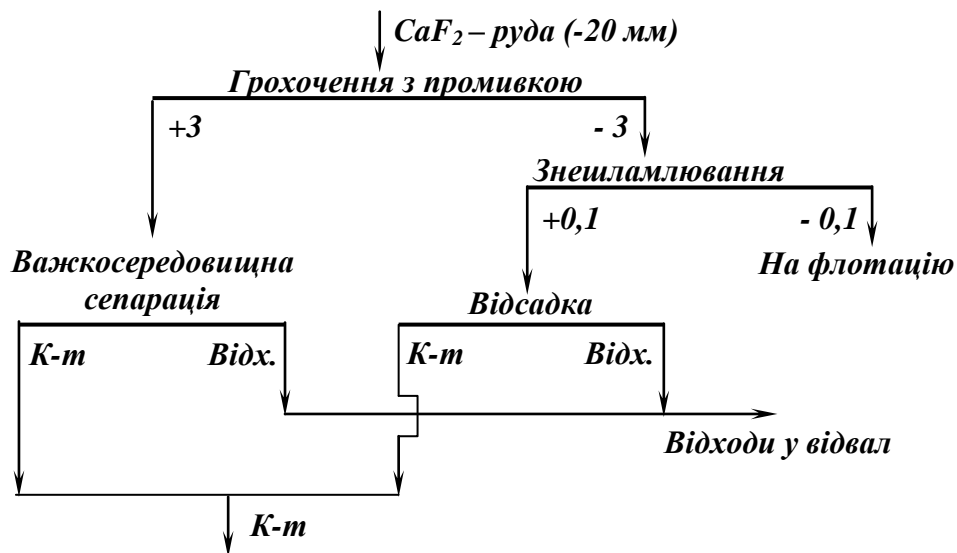 CaF₂ – руда (-20 мм)
Грохочення з промивкою
+3
- 3
Знешламлювання
+0,1
- 0,1
Важкосередовищна
сепарація
На флотацію
Відсадка
К-т
Відх.
К-т
Відх.
Відходи у відвал
К-т